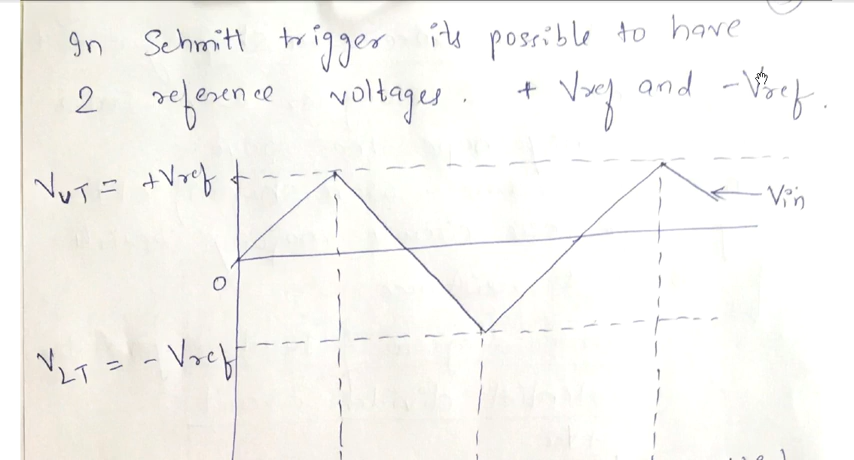 In Schmitt trigger its possible to have
2 reference voltages. + Vref and -Vref.
VUT = +Vref
Vin
0
VLT = - Vref